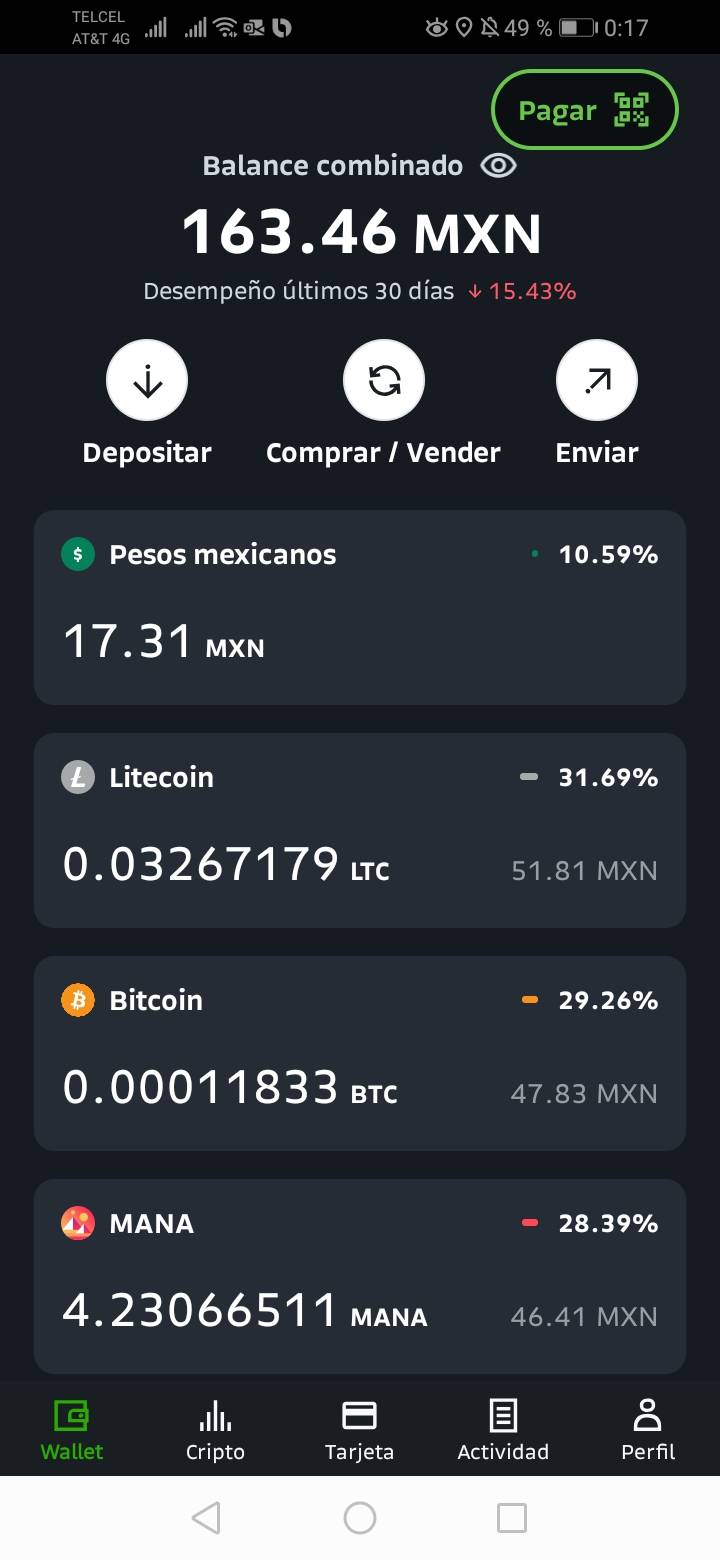 TELCEL
AT&T 4G
49 % 0:17
Pagar
Balance combinado
163.46 MXN
Desempeño últimos 30 días ↓ 15.43%
Depositar Comprar / Vender Enviar
Pesos mexicanos 10.59%
17.31 MXN
Litecoin 31.69%
0.03267179 LTC 51.81 MXN
Bitcoin 29.26%
0.00011833 BTC 47.83 MXN
MANA 28.39%
4.23066511 MANA 46.41 MXN
Wallet Cripto Tarjeta Actividad Perfil